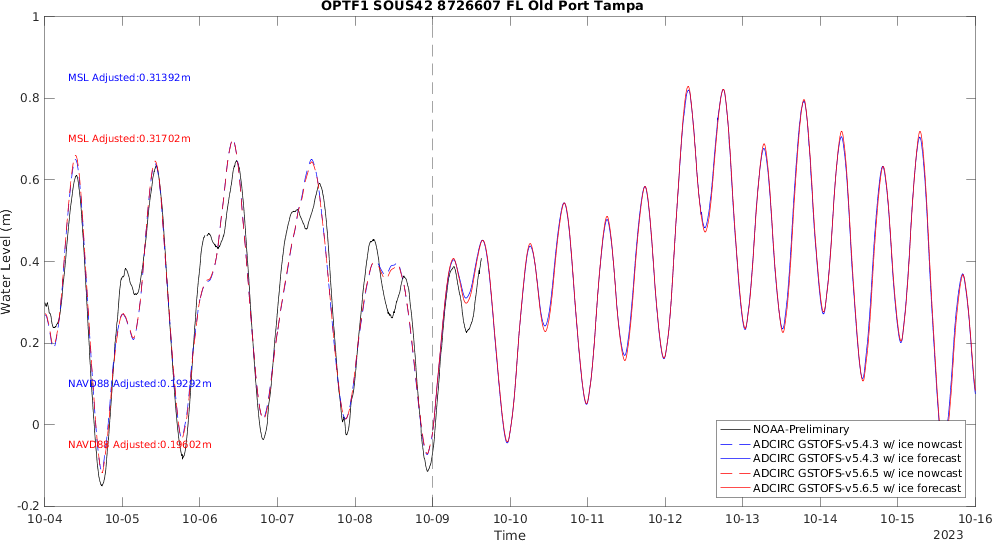 OPTF1 SOUS42 8726607 FL Old Port Tampa
1
0.8
0.6
0.4
0.2
0
-0.2
Water Level (m)
MSL Adjusted:0.31392m
MSL Adjusted:0.31702m
NAVD88 Adjusted:0.19292m
NAVD88 Adjusted:0.19602m
NOAA-Preliminary
ADCIRC GSTOFS-v5.4.3 w/ ice nowcast
ADCIRC GSTOFS-v5.4.3 w/ ice forecast
ADCIRC GSTOFS-v5.6.5 w/ ice nowcast
ADCIRC GSTOFS-v5.6.5 w/ ice forecast
10-04 10-05 10-06 10-07 10-08 10-09 10-10 10-11 10-12 10-13 10-14 10-15 10-16
Time
2023